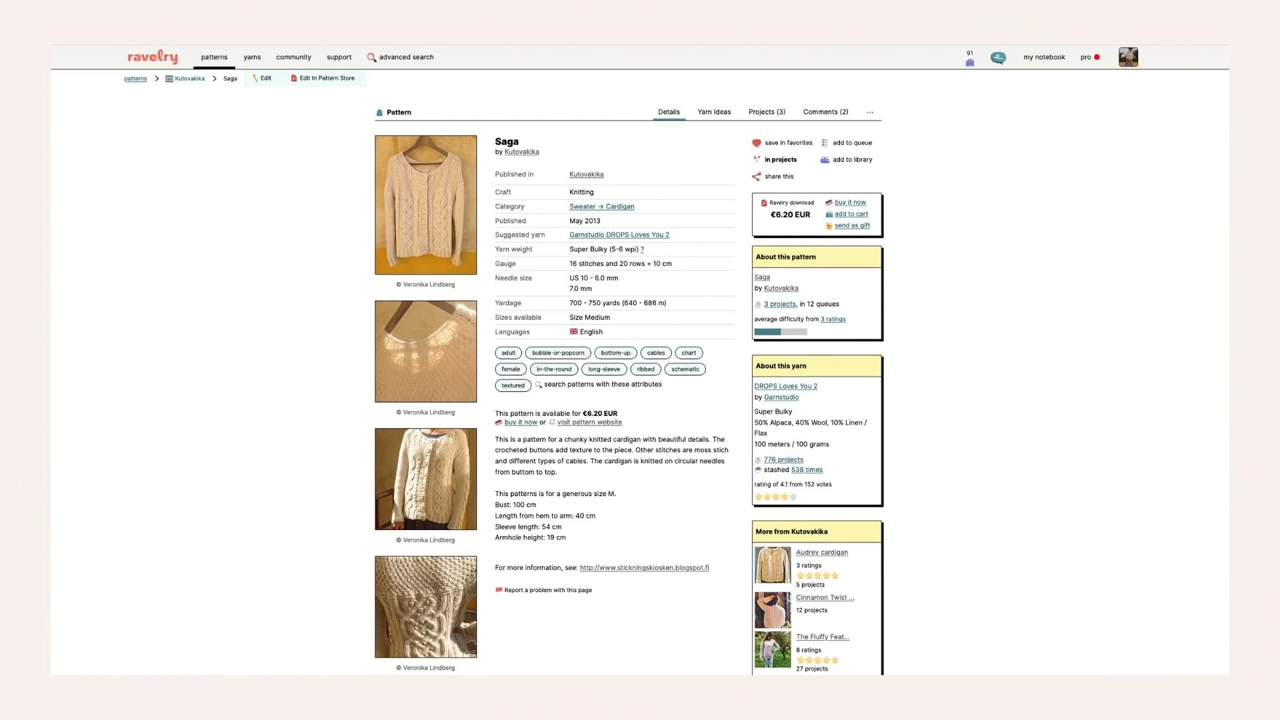 ravelry
patterns yarns community support advanced search
91
my notebook pro
patterns Kutovakika Saga Edit Edit In Pattern Store
Pattern
Details Yarn Ideas Projects (3) Comments (2) ...
© Veronika Lindberg
© Veronika Lindberg
© Veronika Lindberg
© Veronika Lindberg
Saga
by Kutovakika
Published in Kutovakika
Craft Knitting
Category Sweater → Cardigan
Published May 2013
Suggested yarn Garnstudio DROPS Loves You 2
Yarn weight Super Bulky (5-6 wpi) ?
Gauge 16 stitches and 20 rows = 10 cm
Needle size US 10 - 6.0 mm
7.0 mm
Yardage 700 - 750 yards (640 - 686 m)
Sizes available Size Medium
Languages English
adult bobble-or-popcorn bottom-up cables chart
female in-the-round long-sleeve ribbed schematic
textured search patterns with these attributes
This pattern is available for €6.20 EUR
buy it now or visit pattern website
This is a pattern for a chunky knitted cardigan with beautiful details. The
crocheted buttons add texture to the piece. Other stitches are moss stich
and different types of cables. The cardigan is knitted on circular needles
from buttom to top.
This patterns is for a generous size M.
Bust: 100 cm
Length from hem to arm: 40 cm
Sleeve length: 54 cm
Armhole height: 19 cm
For more information, see: http://www.stickningskiosken.blogspot.fi
Report a problem with this page
save in favorites add to queue
in projects add to library
share this
Ravelry download
€6.20 EUR
buy it now
add to cart
send as gift
About this pattern
Saga
by Kutovakika
3 projects, in 12 queues
average difficulty from 3 ratings
About this yarn
DROPS Loves You 2
by Garnstudio
Super Bulky
50% Alpaca, 40% Wool, 10% Linen /
Flax
100 meters / 100 grams
776 projects
stashed 538 times
rating of 4.1 from 152 votes
More from Kutovakika
Audrey cardigan
3 ratings
5 projects
Cinnamon Twist ...
12 projects
The Fluffy Feat...
8 ratings
27 projects